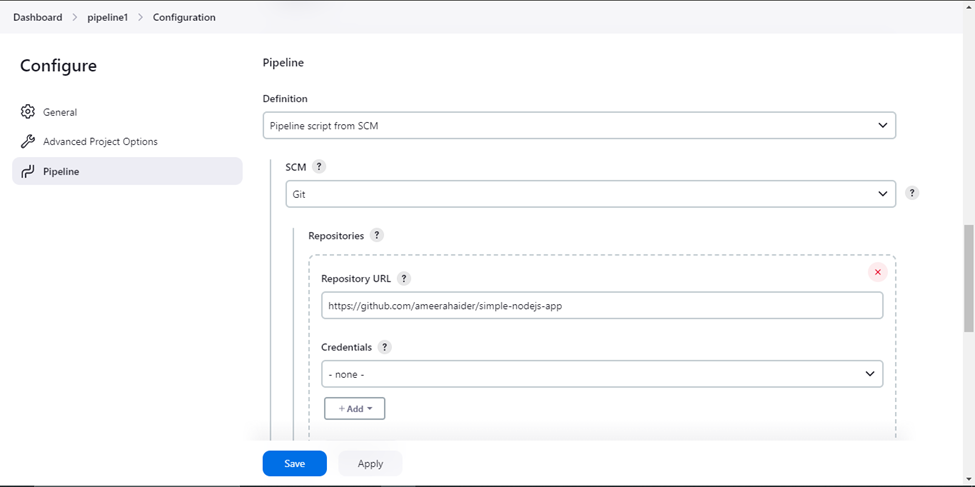 Dashboard > pipeline1 > Configuration
Configure
General
Advanced Project Options
Pipeline
Pipeline
Definition
Pipeline script from SCM
SCM ?
Git
?
Repositories ?
Repository URL ?
https://github.com/ameerahaider/simple-nodejs-app
Credentials ?
- none -
+ Add
Save
Apply